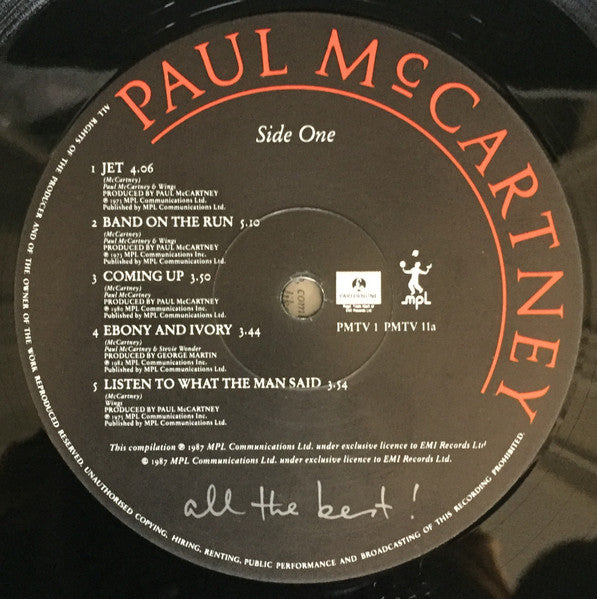 PAUL McCARTNEY
Side One
1 JET 4.06
(McCartney)
Paul McCartney & Wings
PRODUCED BY PAUL McCARTNEY
℗ 1973 MPL Communications Ltd.
Published by MPL Communications Ltd.
2 BAND ON THE RUN 5.10
(McCartney)
Paul McCartney & Wings
PRODUCED BY PAUL McCARTNEY
℗ 1973 MPL Communications Inc.
Published by MPL Communications Ltd.
3 COMING UP 3.50
(McCartney)
Paul McCartney
PRODUCED BY PAUL McCARTNEY
℗ 1980 MPL Communications Inc.
Published by MPL Communications Ltd.
4 EBONY AND IVORY 3.44
(McCartney)
Paul McCartney & Stevie Wonder
PRODUCED BY GEORGE MARTIN
℗ 1982 MPL Communications Inc.
Published by MPL Communications Ltd.
5 LISTEN TO WHAT THE MAN SAID 3.54
(McCartney)
Wings
PRODUCED BY PAUL McCARTNEY
℗ 1975 MPL Communications Inc.
Published by MPL Communications Ltd.
PARLOPHONE
mpL
PMTV 1 PMTV 11a
This compilation ℗ 1987 MPL Communications Ltd. under exclusive licence to EMI Records Ltd
© 1987 MPL Communications Ltd. under exclusive licence to EMI Records Ltd.
all the best!
ALL RIGHTS OF THE PRODUCER AND OF THE OWNER OF THE WORK REPRODUCED RESERVED. UNAUTHORISED COPYING, HIRING, RENTING, PUBLIC PERFORMANCE AND BROADCASTING OF THIS RECORDING PROHIBITED.